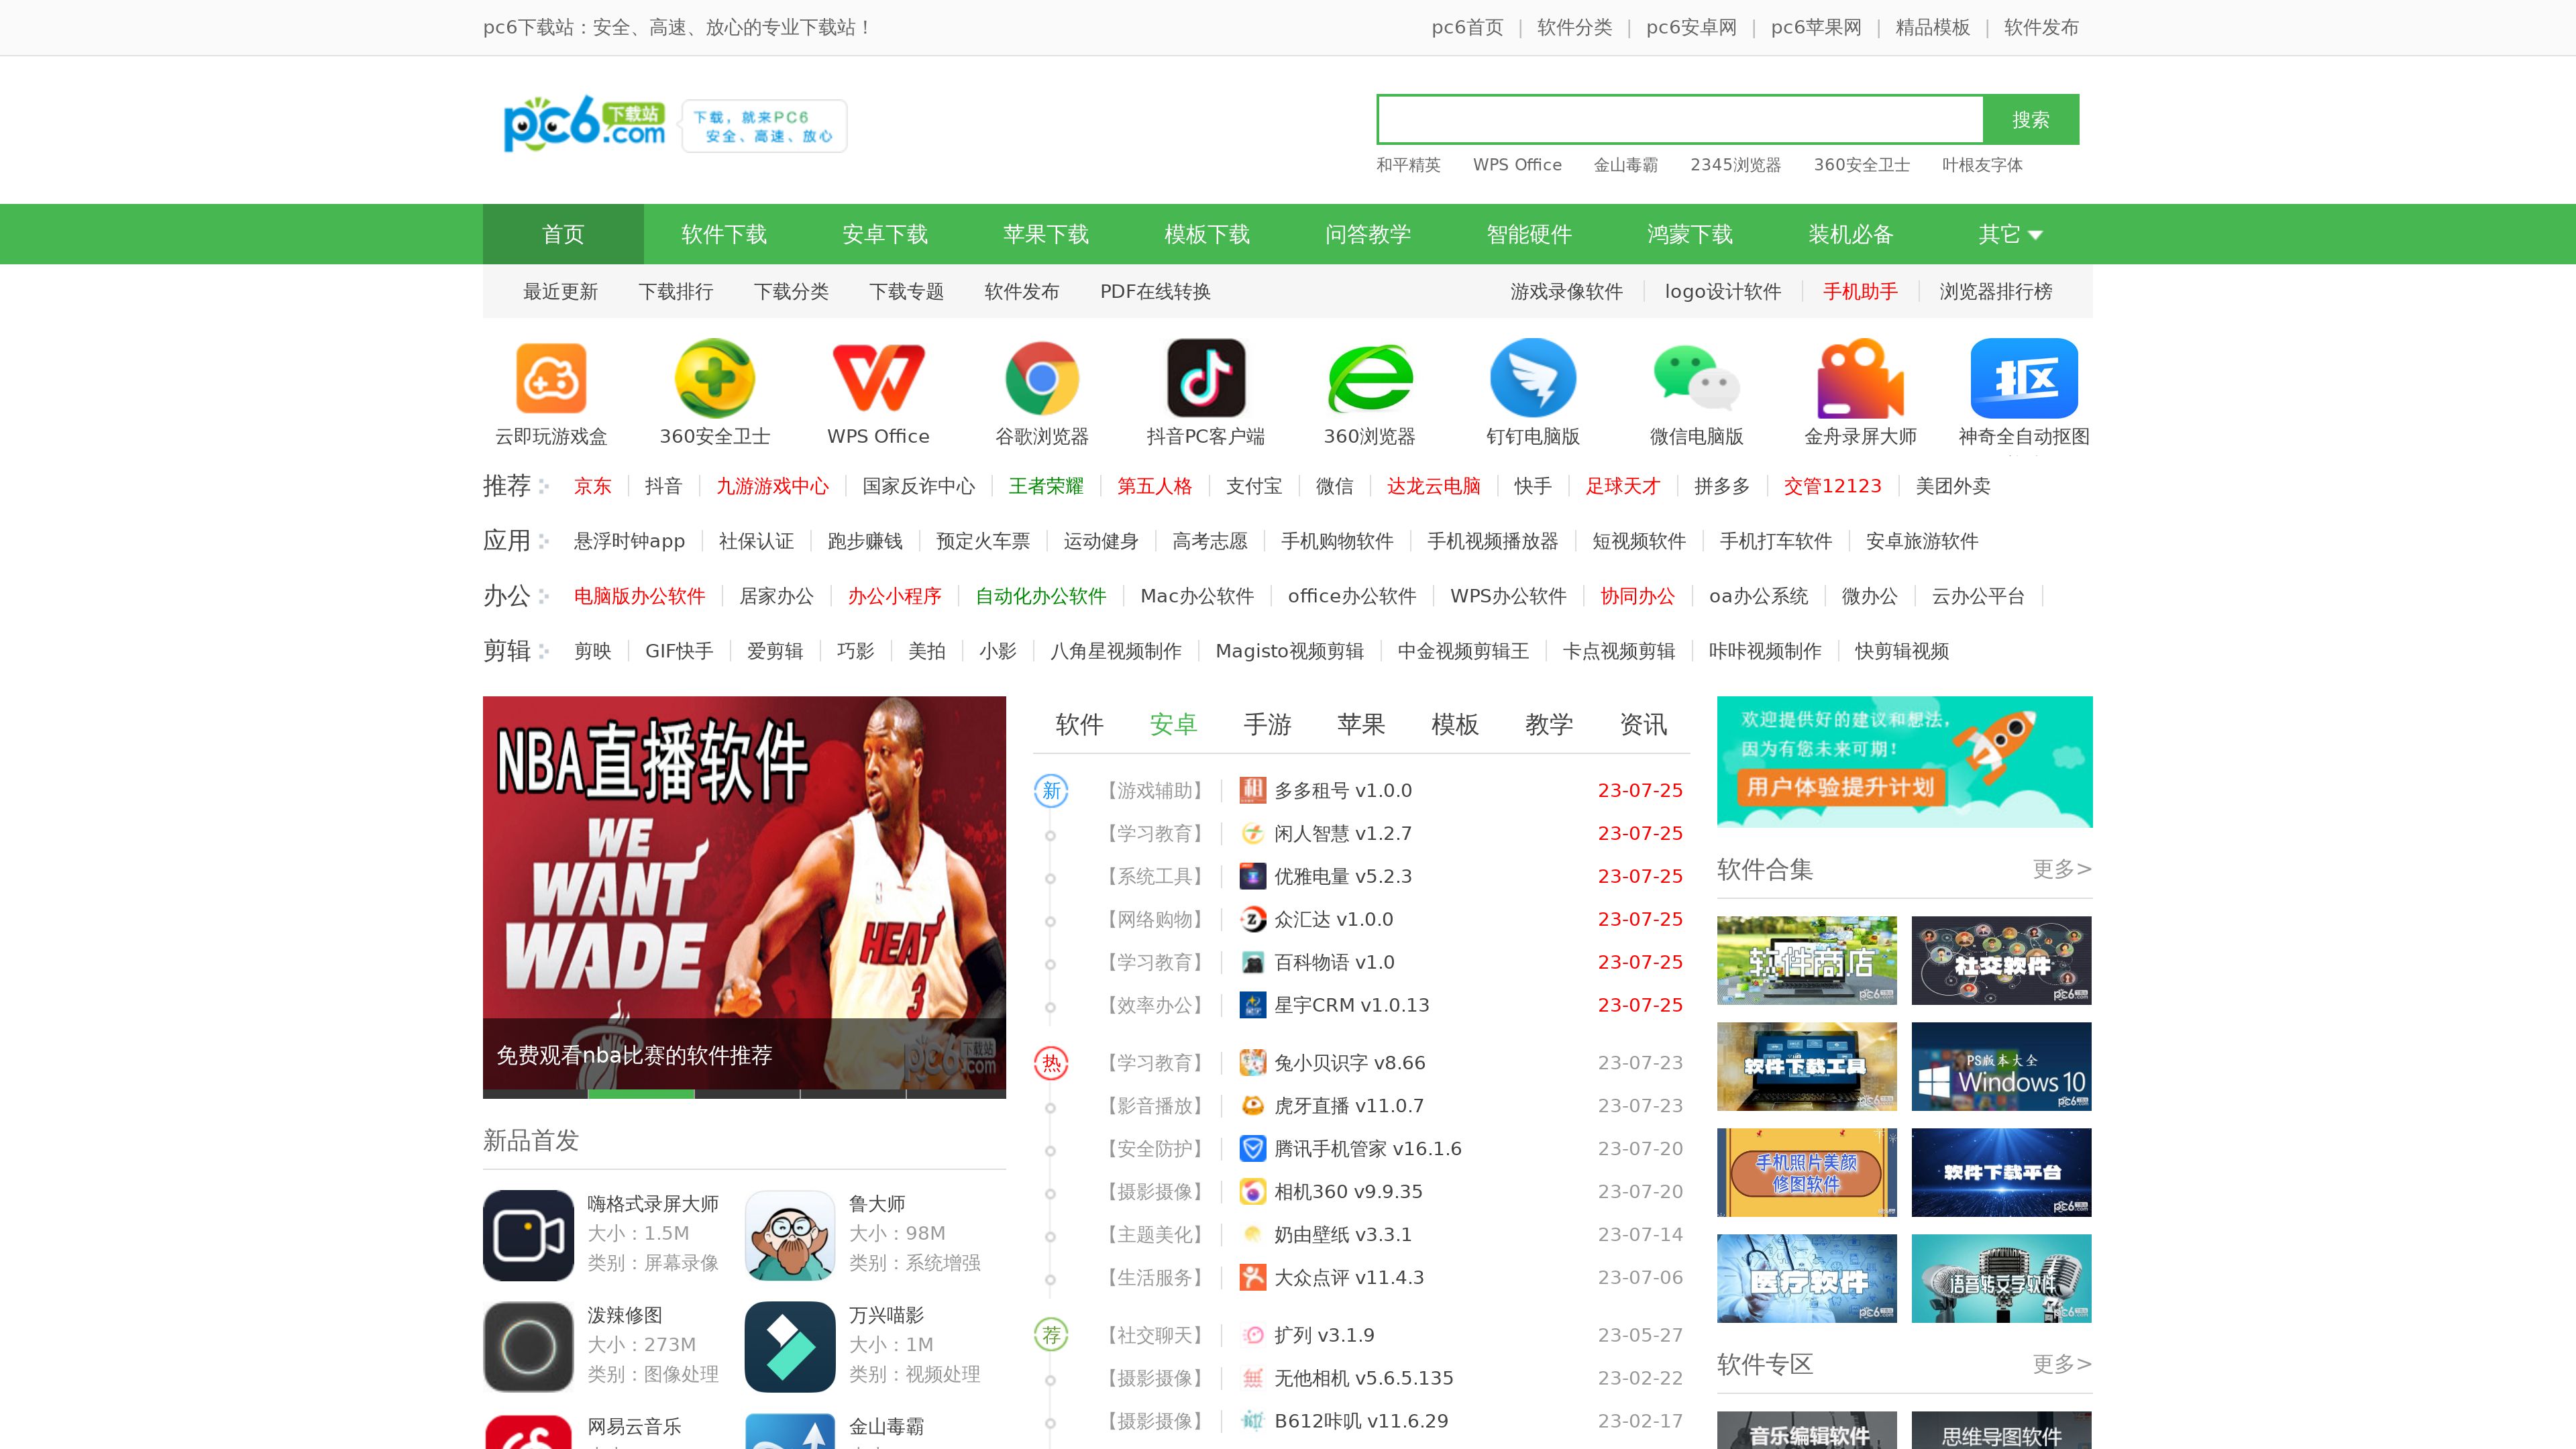 pc6下载站：安全、高速、放心的专业下载站！
pc6首页 | 软件分类 | pc6安卓网 | pc6苹果网 | 精品模板 | 软件发布
pc6.com 下载站
下载，就来PC6
安全、高速、放心
搜索
和平精英 WPS Office 金山毒霸 2345浏览器 360安全卫士 叶根友字体
首页 软件下载 安卓下载 苹果下载 模板下载 问答教学 智能硬件 鸿蒙下载 装机必备 其它
最近更新 下载排行 下载分类 下载专题 软件发布 PDF在线转换 游戏录像软件 logo设计软件 手机助手 浏览器排行榜
抠
云即玩游戏盒 360安全卫士 WPS Office 谷歌浏览器 抖音PC客户端 360浏览器 钉钉电脑版 微信电脑版 金舟录屏大师 神奇全自动抠图
推荐 京东 抖音 九游游戏中心 国家反诈中心 王者荣耀 第五人格 支付宝 微信 达龙云电脑 快手 足球天才 拼多多 交管12123 美团外卖
应用 悬浮时钟app 社保认证 跑步赚钱 预定火车票 运动健身 高考志愿 手机购物软件 手机视频播放器 短视频软件 手机打车软件 安卓旅游软件
办公 电脑版办公软件 居家办公 办公小程序 自动化办公软件 Mac办公软件 office办公软件 WPS办公软件 协同办公 oa办公系统 微办公 云办公平台
剪辑 剪映 GIF快手 爱剪辑 巧影 美拍 小影 八角星视频制作 Magisto视频剪辑 中金视频剪辑王 卡点视频剪辑 咔咔视频制作 快剪辑视频
NBA直播软件
WE
WANT
WADE
HEAT
3
pc6.com 下载站
免费观看nba比赛的软件推荐
新品首发
嗨格式录屏大师
大小：1.5M
类别：屏幕录像
鲁大师
大小：98M
类别：系统增强
泼辣修图
大小：273M
类别：图像处理
万兴喵影
大小：1M
类别：视频处理
网易云音乐
金山毒霸
软件 安卓 手游 苹果 模板 教学 资讯
新 【游戏辅助】 租 多多租号 v1.0.0 23-07-25
【学习教育】 闲人智慧 v1.2.7 23-07-25
【系统工具】 优雅电量 v5.2.3 23-07-25
【网络购物】 众汇达 v1.0.0 23-07-25
【学习教育】 百科物语 v1.0 23-07-25
【效率办公】 星宇CRM v1.0.13 23-07-25
热 【学习教育】 兔小贝识字 v8.66 23-07-23
【影音播放】 虎牙直播 v11.0.7 23-07-23
【安全防护】 腾讯手机管家 v16.1.6 23-07-20
【摄影摄像】 相机360 v9.9.35 23-07-20
【主题美化】 奶由壁纸 v3.3.1 23-07-14
【生活服务】 大众点评 v11.4.3 23-07-06
荐 【社交聊天】 扩列 v3.1.9 23-05-27
【摄影摄像】 无他相机 v5.6.5.135 23-02-22
【摄影摄像】 B612咔叽 v11.6.29 23-02-17
欢迎提供好的建议和想法，
因为有您未来可期！
用户体验提升计划
软件合集 更多>
软件商店
社交软件
软件下载工具
PS版本大全
Windows 10
手机照片美颜
修图软件
软件下载平台
医疗软件
语音转文字软件
软件专区 更多>
音乐编辑软件
思维导图软件